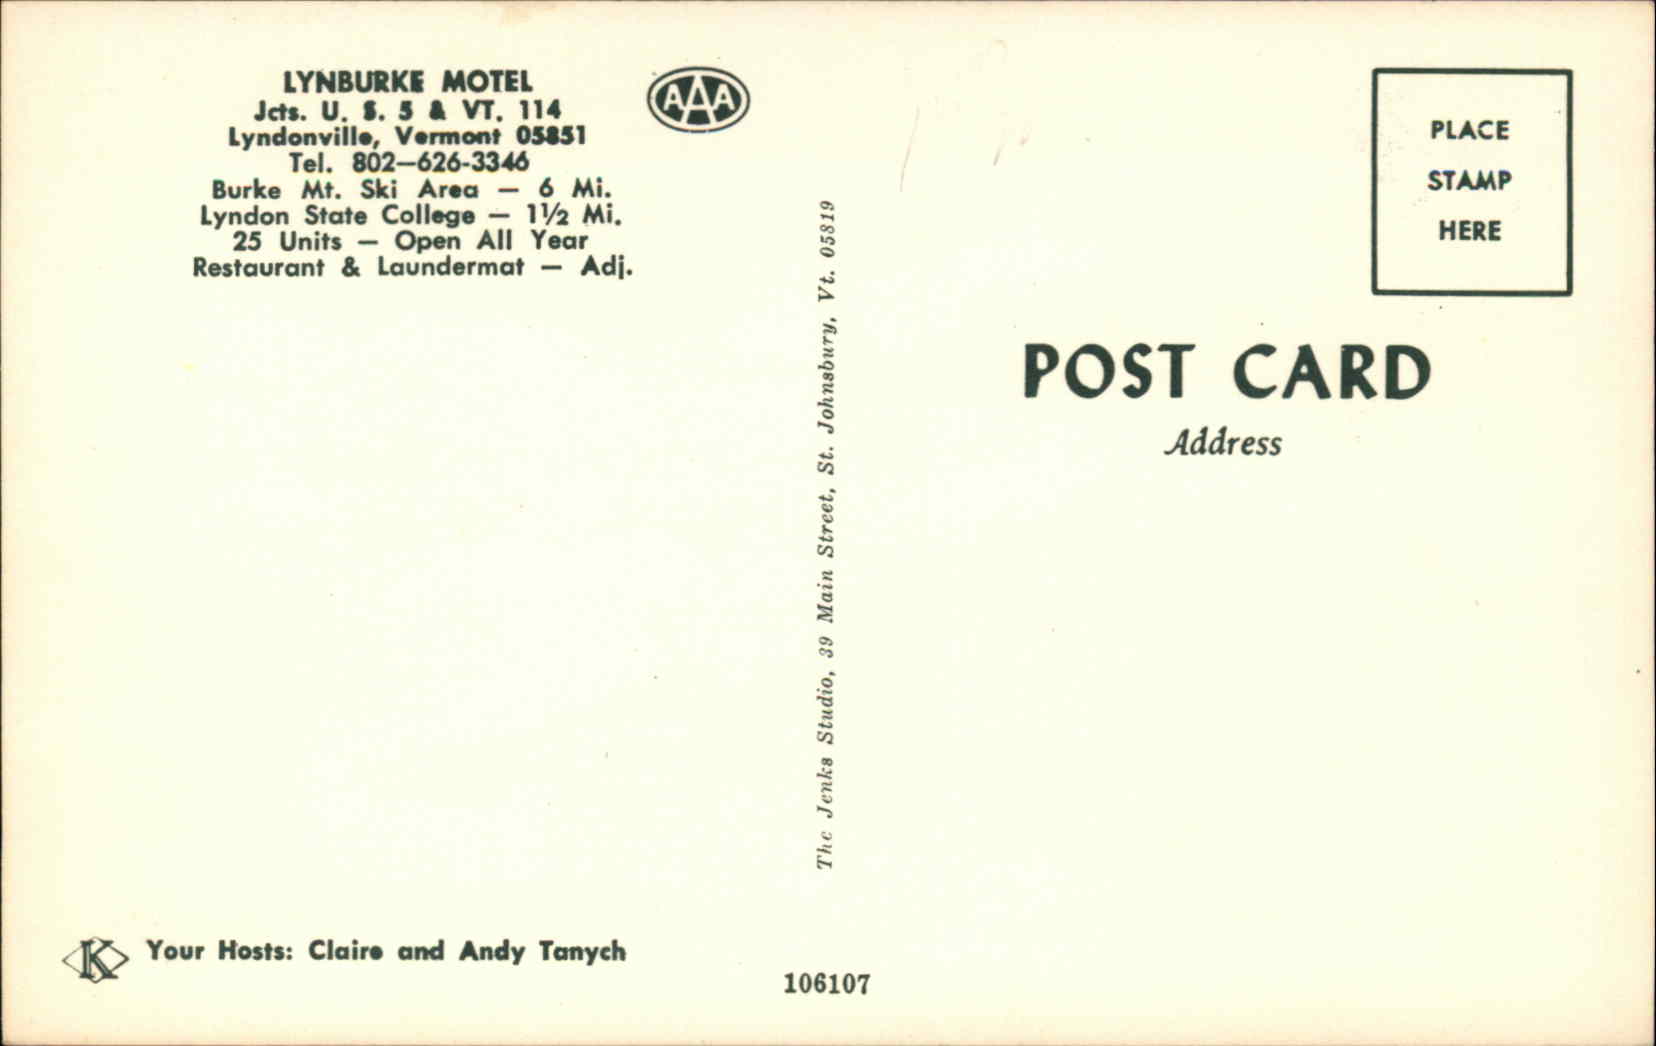 LYNBURKE MOTEL
Jcts. U. S. 5 & VT. 114
Lyndonville, Vermont 05851
Tel. 802—626-3346
Burke Mt. Ski Area — 6 Mi.
Lyndon State College — 1½ Mi.
25 Units — Open All Year
Restaurant & Laundermat — Adj.
AAA
The Jenks Studio, 39 Main Street, St. Johnsbury, Vt. 05819
PLACE
STAMP
HERE
POST CARD
Address
K
Your Hosts: Claire and Andy Tanych
106107